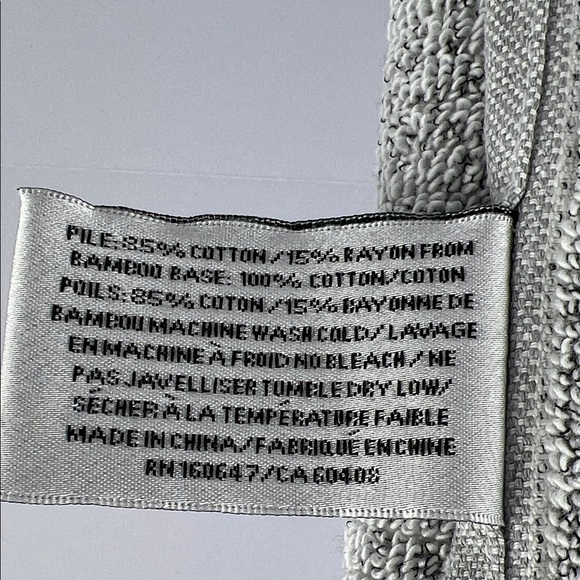 PILE: 85% COTTON/15% RAYON FROM
BAMBOO BASE: 100% COTTON/COTON
POILS: 85% COTON/15% RAYONNE DE
BAMBOU MACHINE WASH COLD/LAVAGE
EN MACHINE À FROID NO BLEACH/NE
PAS JAVELLISER TUMBLE DRY LOW/
SÉCHER À LA TEMPÉRATURE FAIBLE
MADE IN CHINA/FABRIQUÉ EN CHINE
RN 160647/CA 60408